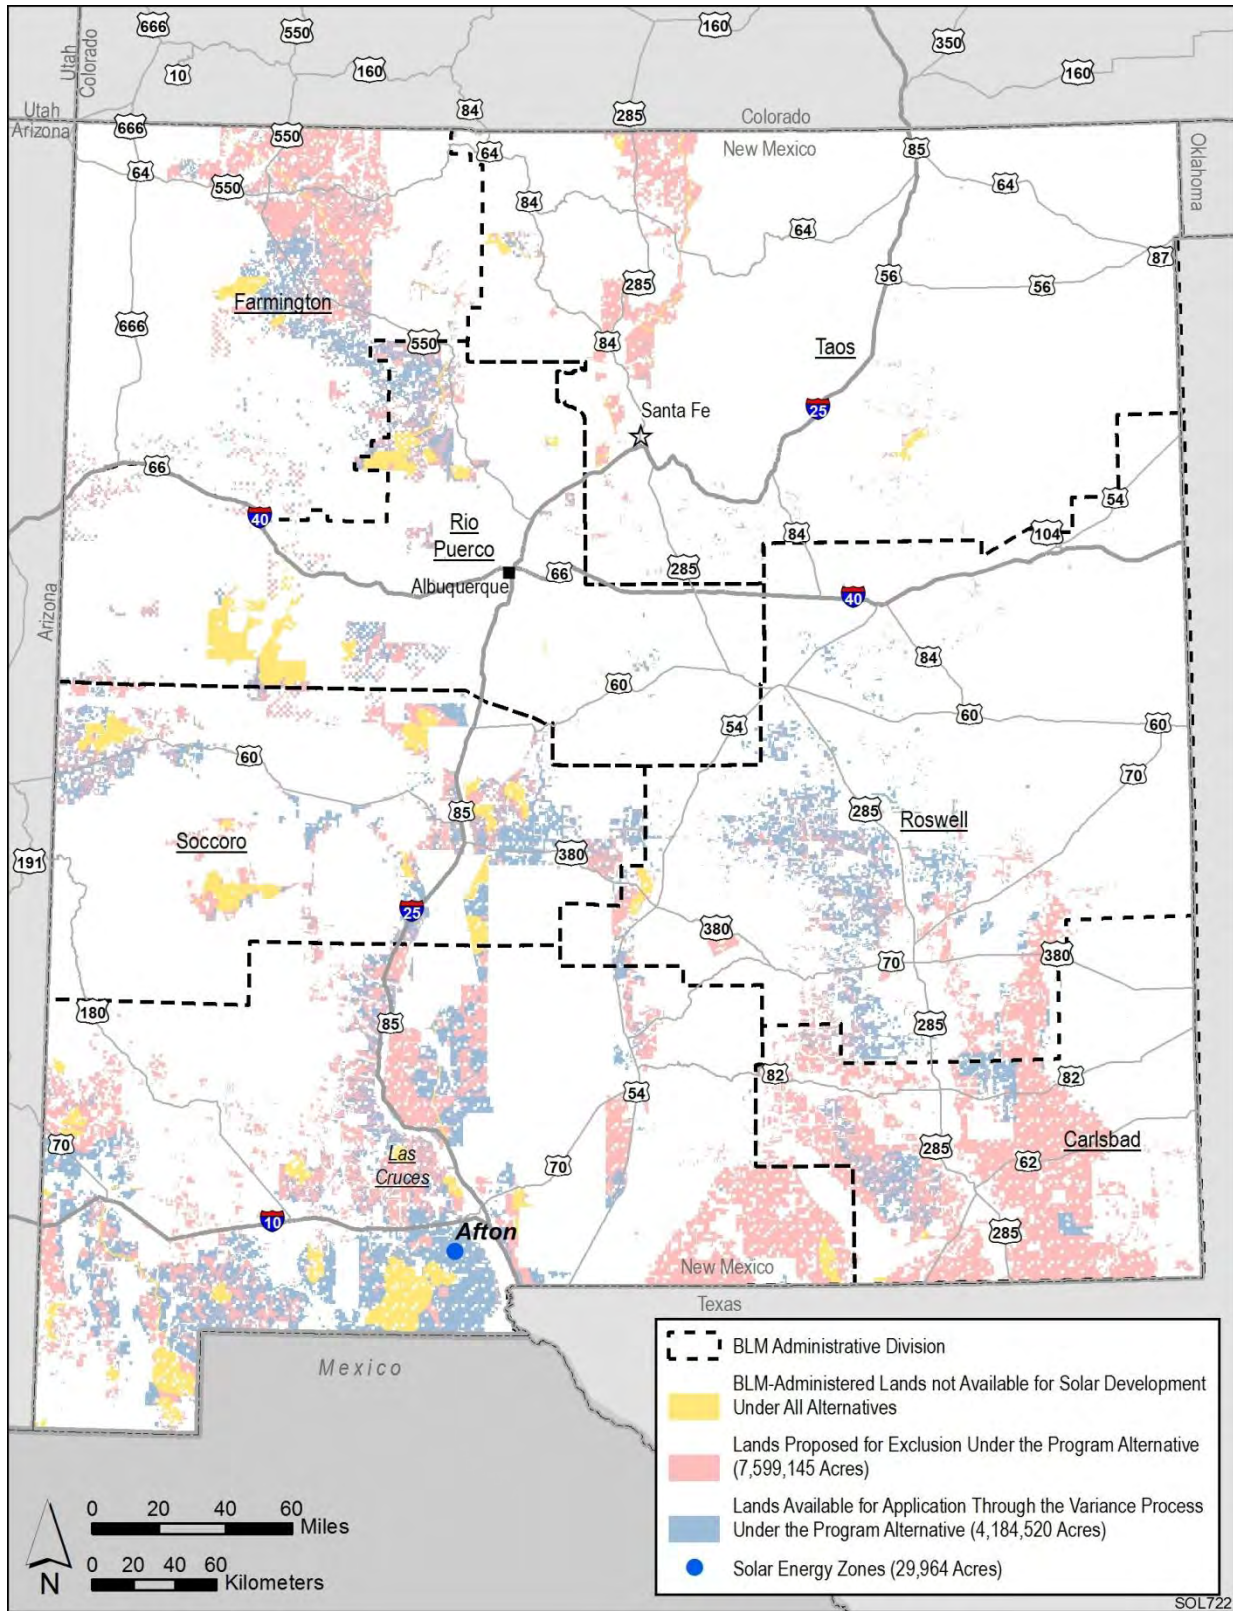 666
550
160
350
10
160
160
Utah
Colorado
84
285
Utah
Arizona
666
550
Colorado
New Mexico
85
Oklahoma
64
64
550
64
84
64
64
87
285
56
56
Farmington
666
550
84
Taos
25
Santa Fe
66
54
40
Rio
Puerco
84
104
Albuquerque
66
285
40
Arizona
84
60
60
54
60
60
70
85
285
Roswell
Soccoro
380
191
25
380
70
380
180
85
285
82
82
54
70
Las
Cruces
70
285
62
Carlsbad
10
Afton
285
New Mexico
Texas
Mexico
BLM Administrative Division
BLM-Administered Lands not Available for Solar Development
Under All Alternatives
Lands Proposed for Exclusion Under the Program Alternative
(7,599,145 Acres)
Lands Available for Application Through the Variance Process
Under the Program Alternative (4,184,520 Acres)
Solar Energy Zones (29,964 Acres)
0 20 40 60
Miles
0 20 40 60
Kilometers
N
SOL722